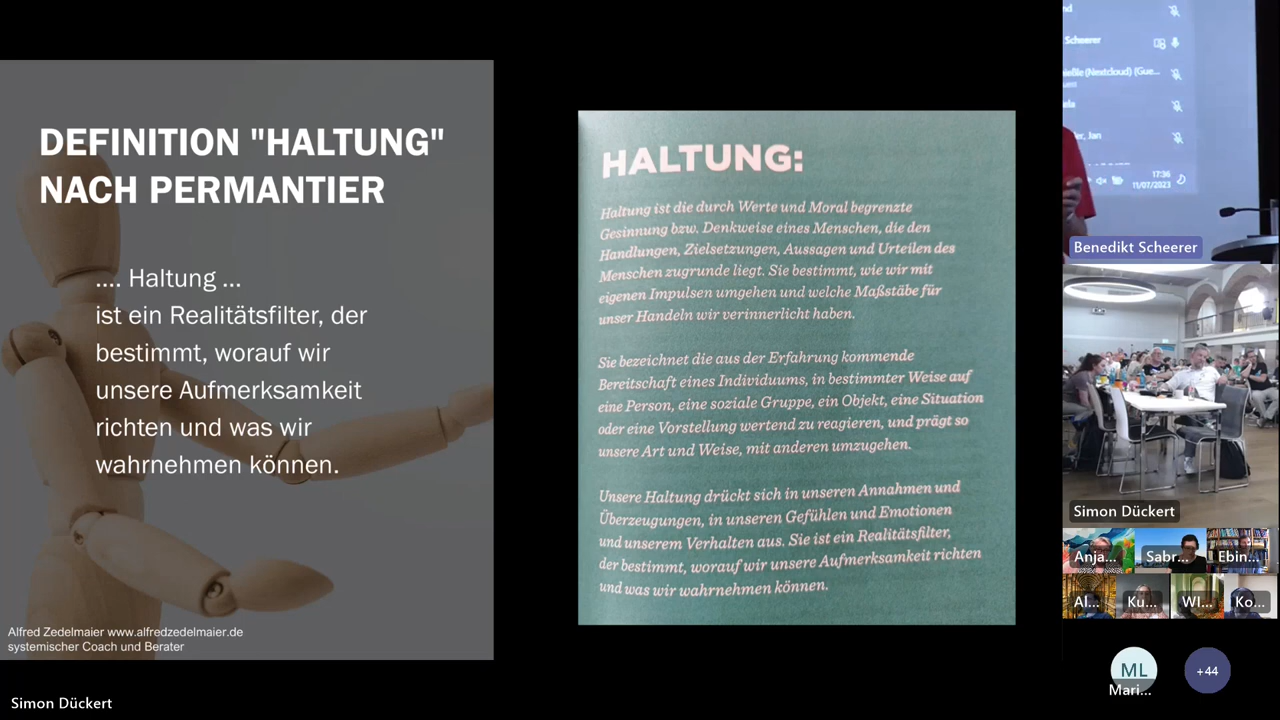 DEFINITION "HALTUNG"
NACH PERMANTIER
.... Haltung ...
ist ein Realitätsfilter, der
bestimmt, worauf wir
unsere Aufmerksamkeit
richten und was wir
wahrnehmen können.
Alfred Zedelmaier www.alfredzedelmaier.de
systemischer Coach und Berater
Simon Dückert
HALTUNG:
Haltung ist die durch Werte und Moral begrenzte
Gesinnung bzw. Denkweise eines Menschen, die den
Handlungen, Zielsetzungen, Aussagen und Urteilen des
Menschen zugrunde liegt. Sie bestimmt, wie wir mit
eigenen Impulsen umgehen und welche Maßstäbe für
unser Handeln wir verinnerlicht haben.
Sie bezeichnet die aus der Erfahrung kommende
Bereitschaft eines Individuums, in bestimmter Weise auf
eine Person, eine soziale Gruppe, ein Objekt, eine Situation
oder eine Vorstellung wertend zu reagieren, und prägt so
unsere Art und Weise, mit anderen umzugehen.
Unsere Haltung drückt sich in unseren Annahmen und
Überzeugungen, in unseren Gefühlen und Emotionen
und unserem Verhalten aus. Sie ist ein Realitätsfilter,
der bestimmt, worauf wir unsere Aufmerksamkeit richten
und was wir wahrnehmen können.
Scheerer
(Nextcloud) (Gue...
Jan
17:36
11/07/2023
Benedikt Scheerer
Simon Dückert
Anja...
Sabr...
Ebin...
Al...
Ku...
WI...
Ko...
ML
Mari...
+44